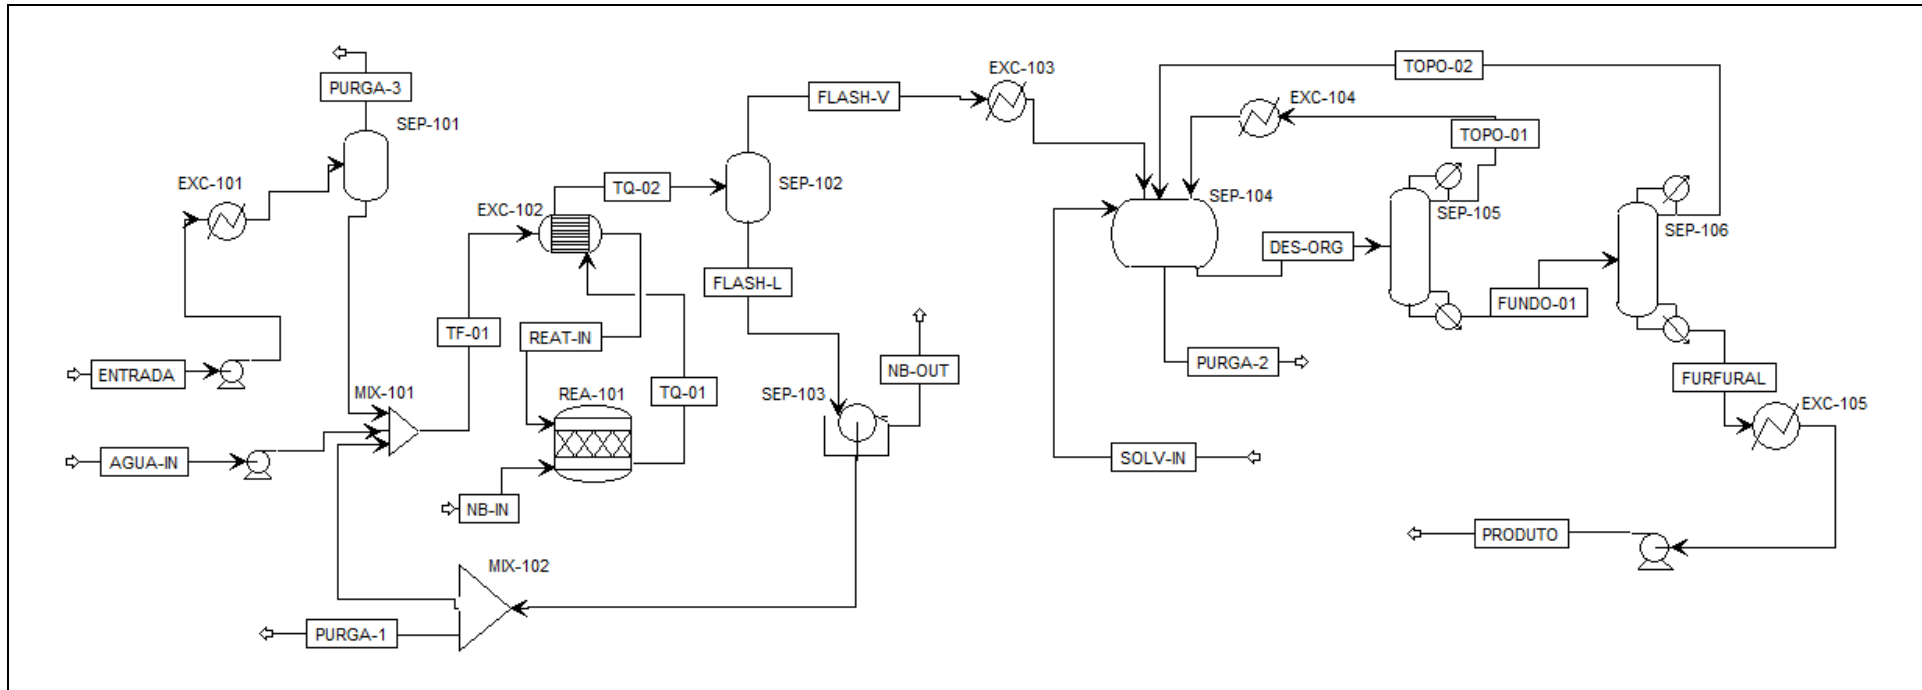 PURGA-3
SEP-101
EXC-101
ENTRADA
AGUA-IN
MIX-101
TF-01
EXC-102
TQ-02
REAT-IN
REA-101
TQ-01
NB-IN
MIX-102
PURGA-1
SEP-102
FLASH-V
FLASH-L
SEP-103
NB-OUT
EXC-103
TOPO-02
EXC-104
TOPO-01
SEP-104
SEP-105
SEP-106
DES-ORG
FUNDO-01
PURGA-2
SOLV-IN
FURFURAL
EXC-105
PRODUTO